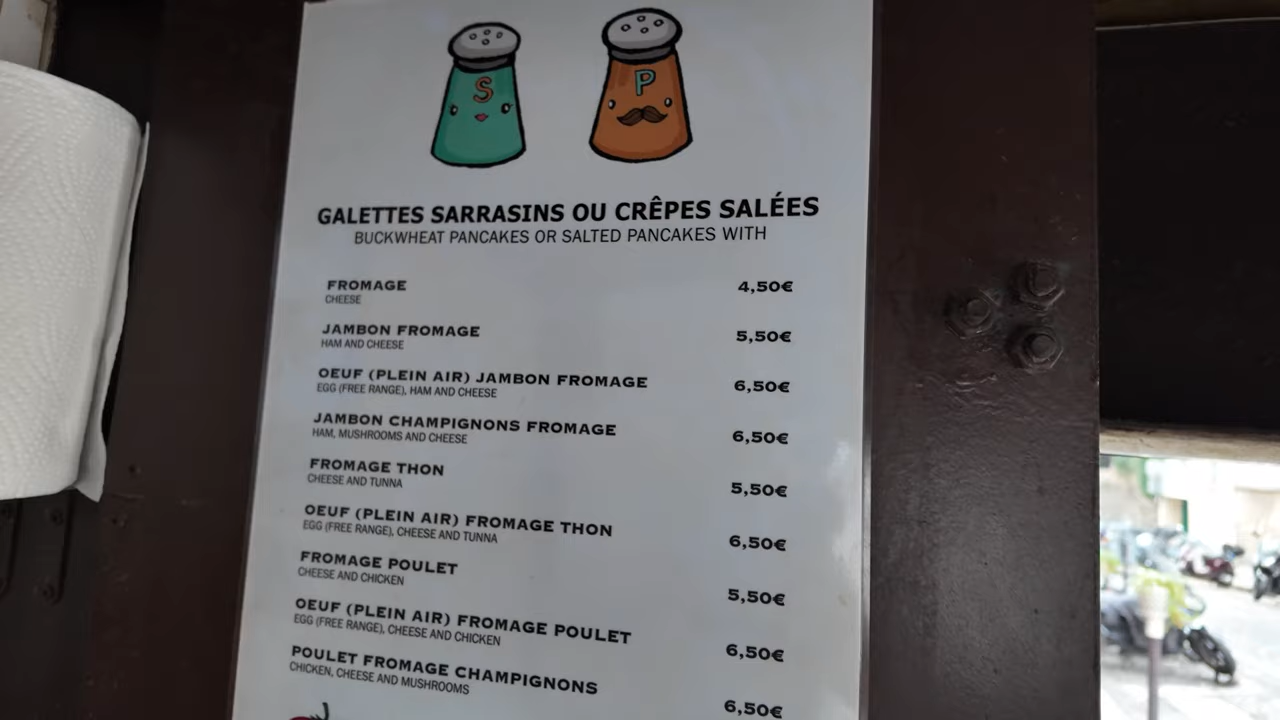 S P
GALETTES SARRASINS OU CRÊPES SALÉES
BUCKWHEAT PANCAKES OR SALTED PANCAKES WITH
FROMAGE 4,50€
CHEESE
JAMBON FROMAGE 5,50€
HAM AND CHEESE
OEUF (PLEIN AIR) JAMBON FROMAGE 6,50€
EGG (FREE RANGE), HAM AND CHEESE
JAMBON CHAMPIGNONS FROMAGE 6,50€
HAM, MUSHROOMS AND CHEESE
FROMAGE THON 5,50€
CHEESE AND TUNNA
OEUF (PLEIN AIR) FROMAGE THON 6,50€
EGG (FREE RANGE), CHEESE AND TUNNA
FROMAGE POULET 5,50€
CHEESE AND CHICKEN
OEUF (PLEIN AIR) FROMAGE POULET 6,50€
EGG (FREE RANGE), CHEESE AND CHICKEN
POULET FROMAGE CHAMPIGNONS 6,50€
CHICKEN, CHEESE AND MUSHROOMS